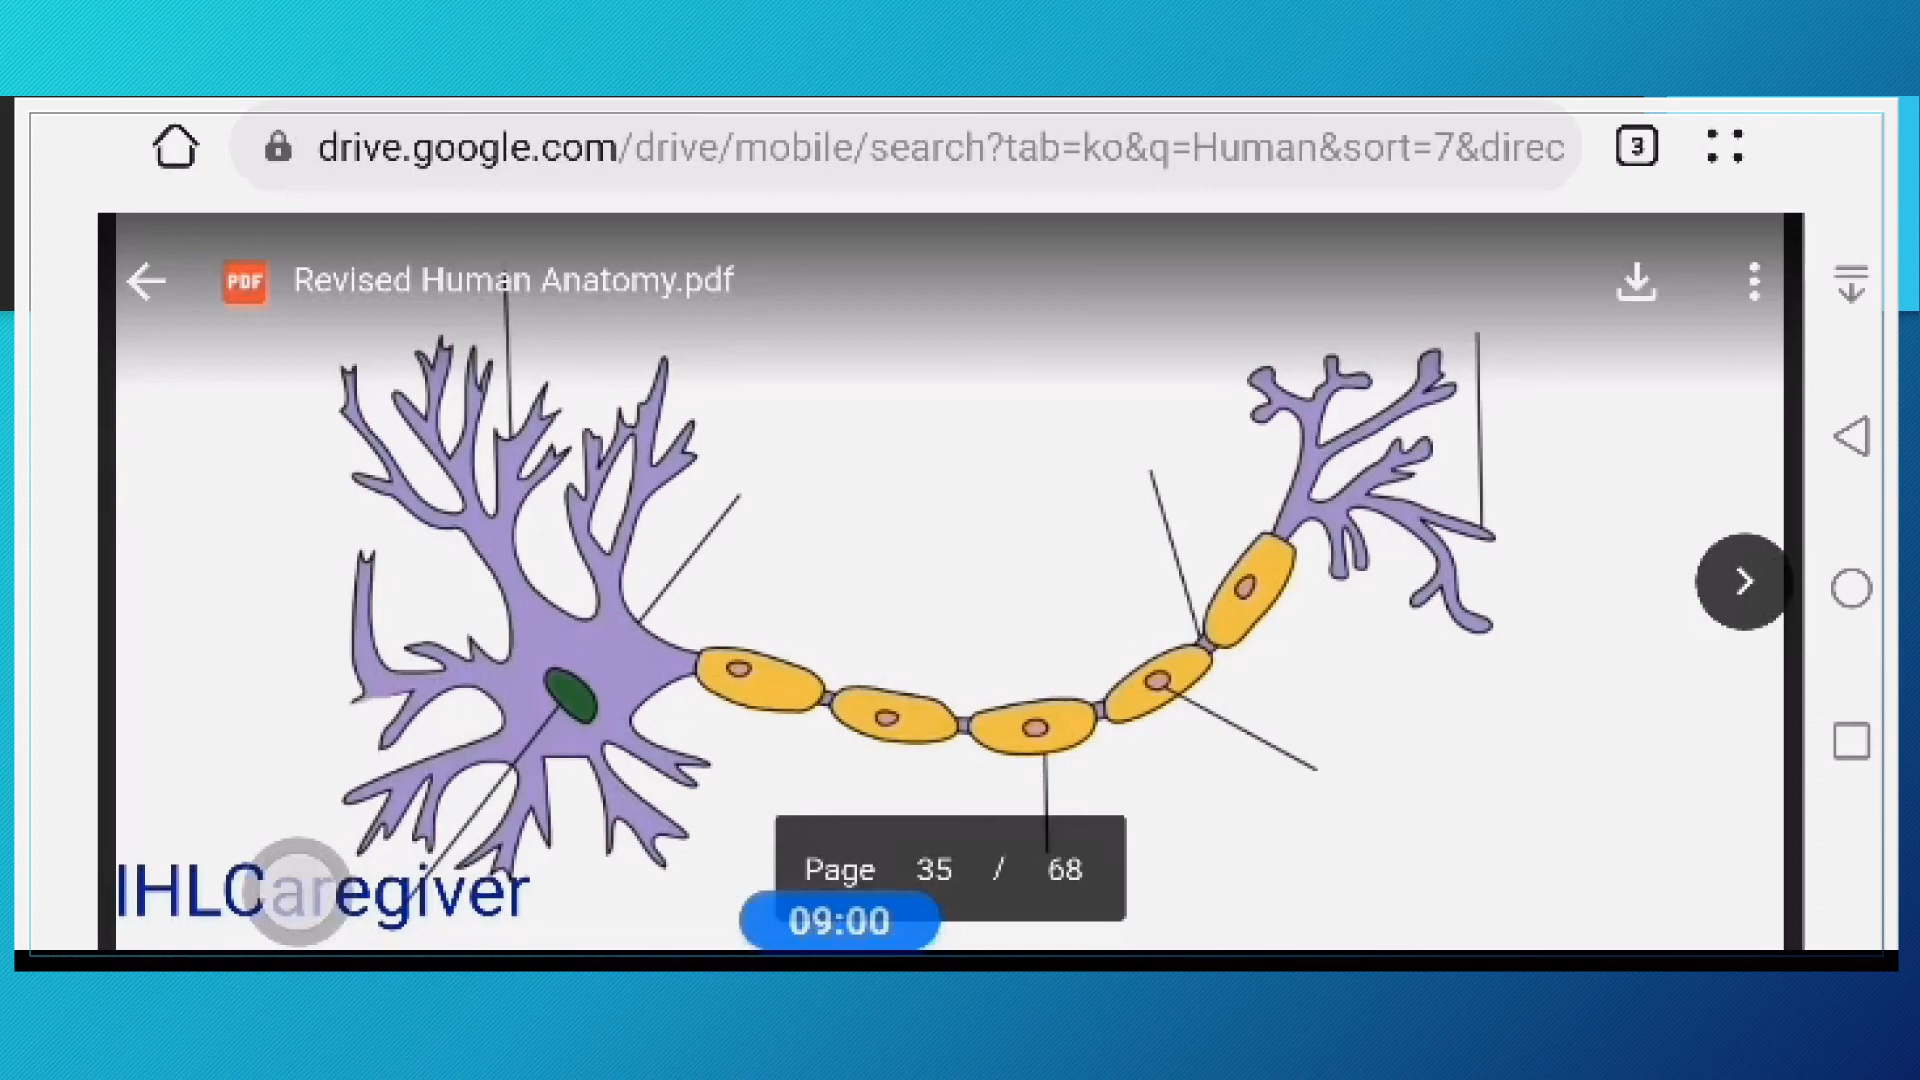 drive.google.com/drive/mobile/search?tab=ko&q=Human&sort=7&direc
3
PDF Revised Human Anatomy.pdf
IHLCaregiver
Page 35 / 68
09:00